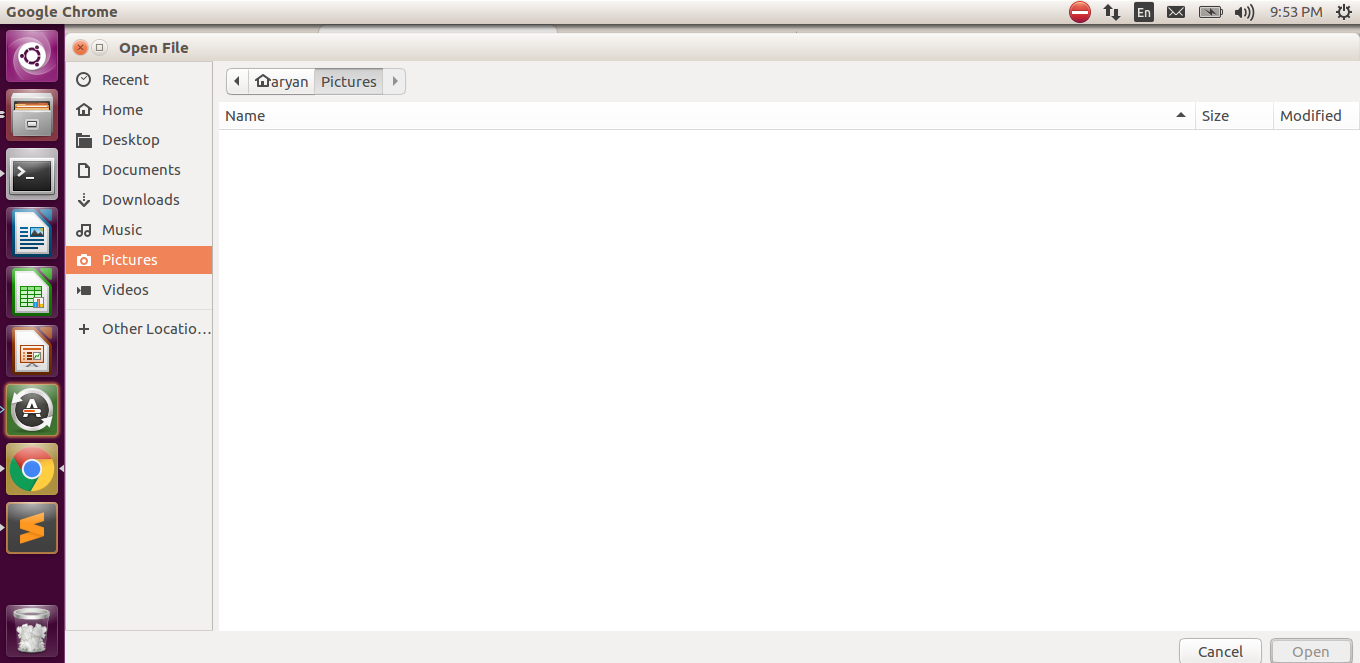 Google Chrome
En
9:53 PM
Open File
Recent
Home
Desktop
Documents
Downloads
Music
Pictures
Videos
Other Locatio...
aryan
Pictures
Name
Size
Modified
Cancel
Open